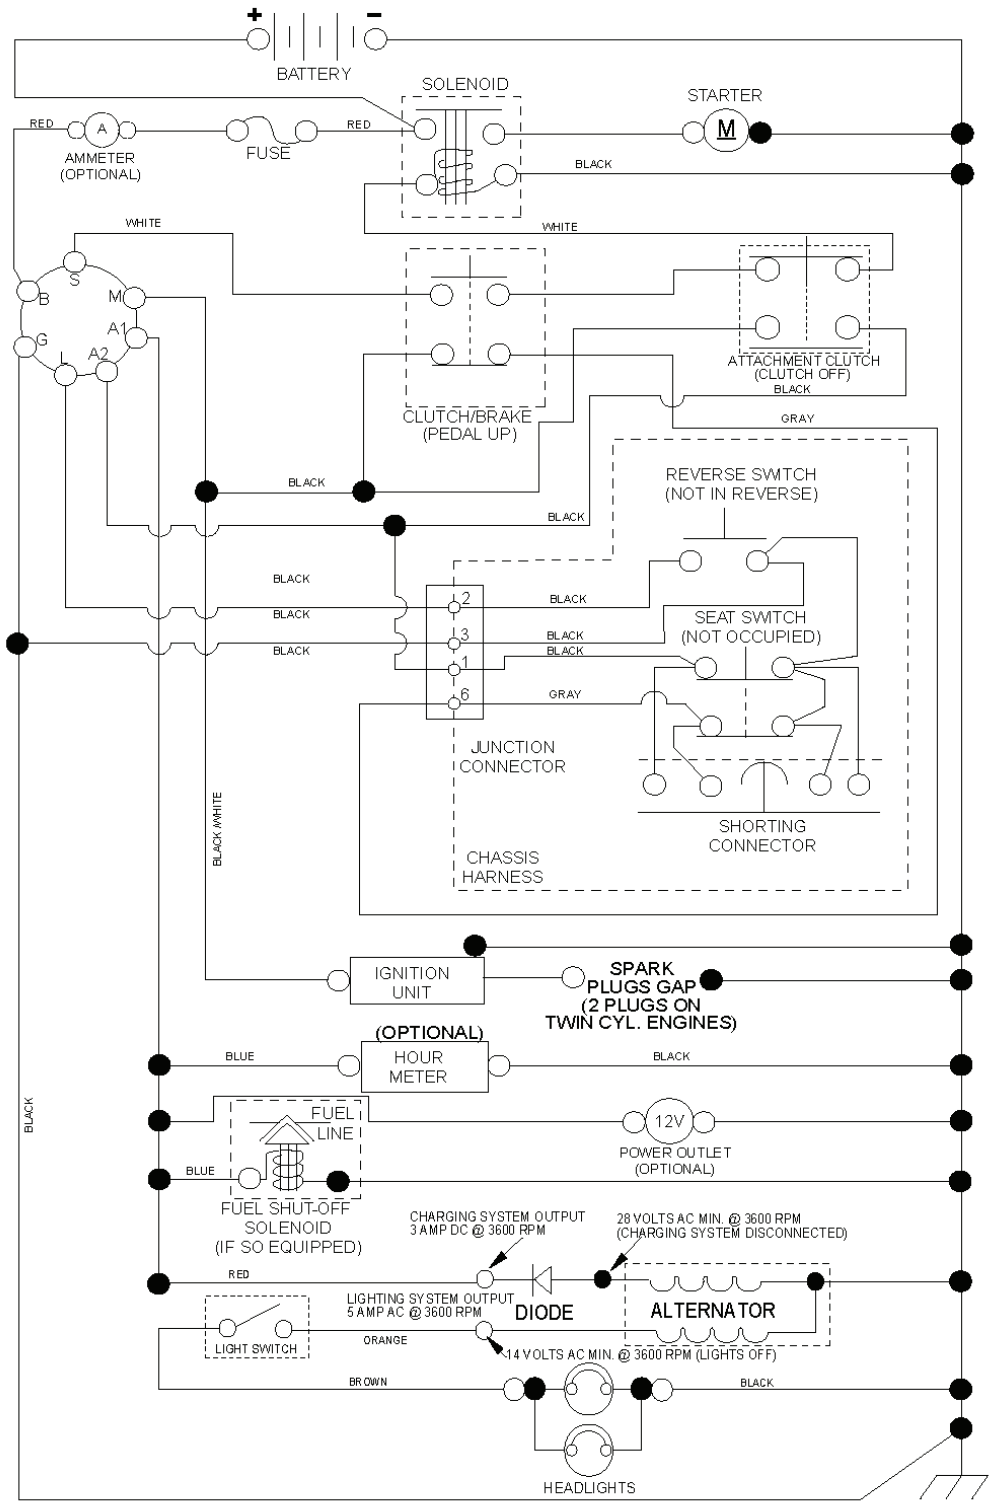 + −
BATTERY
SOLENOID
STARTER
M
RED
A
AMMETER
(OPTIONAL)
FUSE
RED
BLACK
WHITE
WHITE
S
B
M
G
A1
L
A2
ATTACHMENT CLUTCH
(CLUTCH OFF)
BLACK
CLUTCH/BRAKE
(PEDAL UP)
GRAY
BLACK
REVERSE SWITCH
(NOT IN REVERSE)
BLACK
BLACK
2
BLACK
BLACK
SEAT SWITCH
(NOT OCCUPIED)
3
BLACK
BLACK
BLACK
1
6
GRAY
JUNCTION
CONNECTOR
BLACK/WHITE
SHORTING
CONNECTOR
CHASSIS
HARNESS
IGNITION
UNIT
SPARK
PLUGS GAP
(2 PLUGS ON
TWIN CYL. ENGINES)
(OPTIONAL)
BLUE
HOUR
METER
BLACK
BLACK
FUEL
LINE
12V
POWER OUTLET
(OPTIONAL)
BLUE
FUEL SHUT-OFF
SOLENOID
(IF SO EQUIPPED)
CHARGING SYSTEM OUTPUT
3 AMP DC @ 3600 RPM
28 VOLTS AC MIN. @ 3600 RPM
(CHARGING SYSTEM DISCONNECTED)
RED
LIGHTING SYSTEM OUTPUT
5 AMP AC @ 3600 RPM
DIODE
ALTERNATOR
LIGHT SWITCH
ORANGE
14 VOLTS AC MIN. @ 3600 RPM (LIGHTS OFF)
BROWN
BLACK
HEADLIGHTS